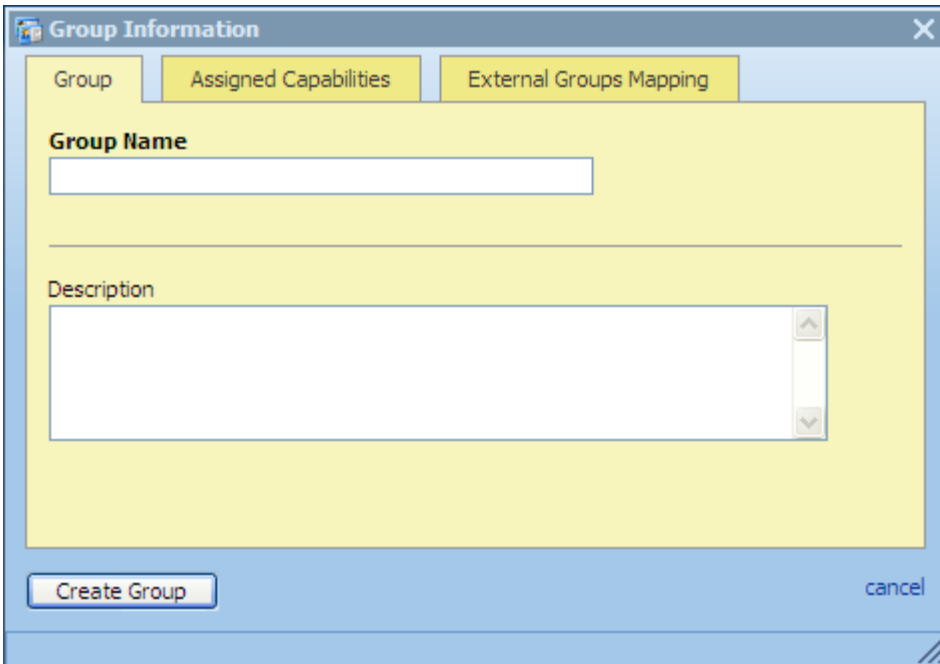 Group Information
Group Assigned Capabilities External Groups Mapping
Group Name
Description
Create Group cancel